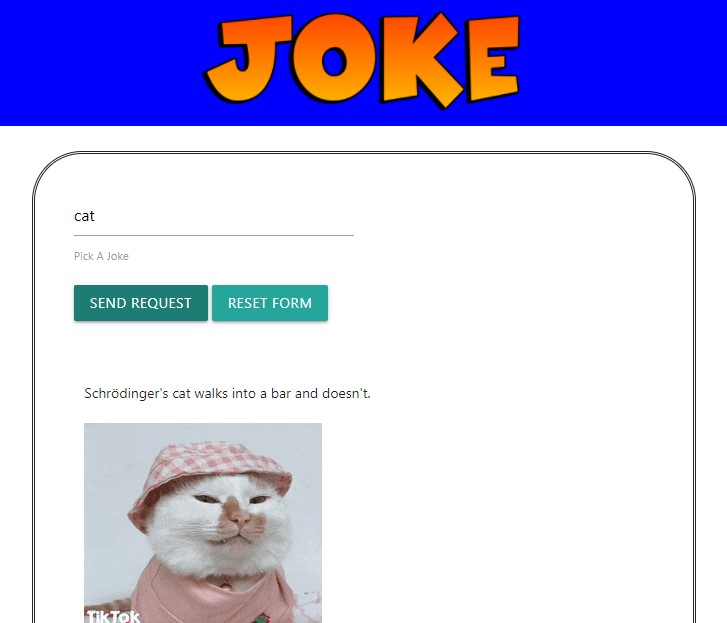 JOKE
cat
Pick A Joke
SEND REQUEST RESET FORM
Schrödinger's cat walks into a bar and doesn't.
TikTok